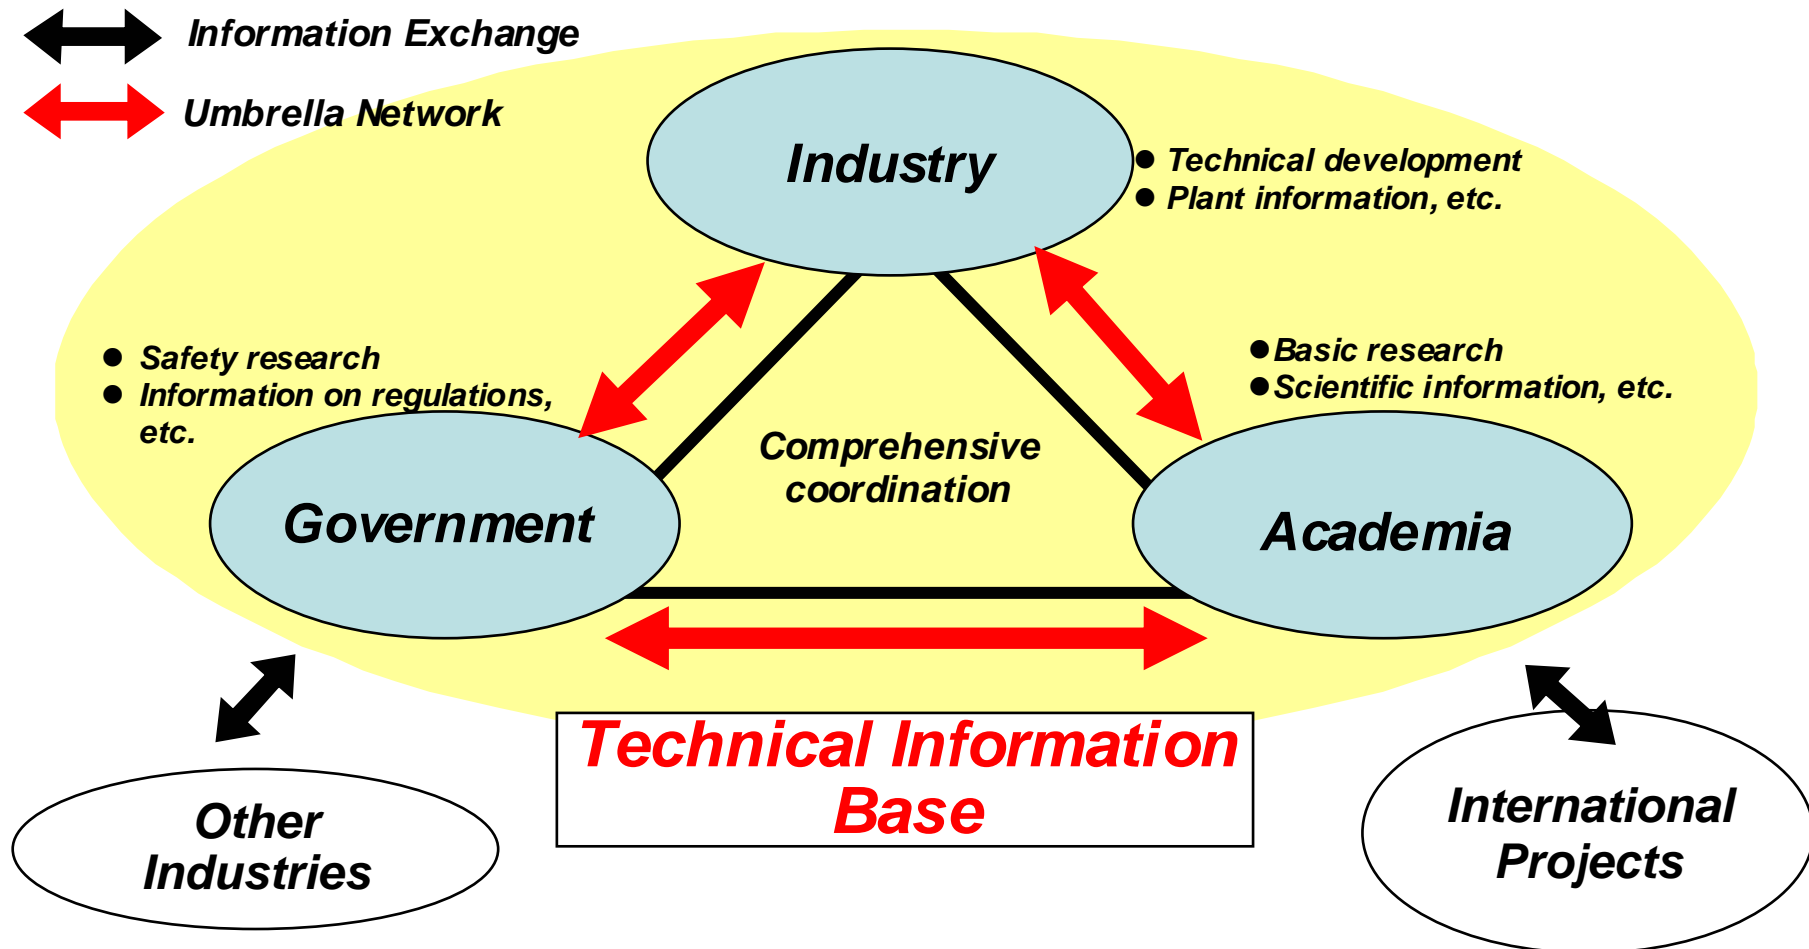 Information Exchange
Umbrella Network
Industry
● Technical development
● Plant information, etc.
● Safety research
● Information on regulations,
etc.
●Basic research
●Scientific information, etc.
Comprehensive
coordination
Government
Academia
Technical Information
Base
Other
Industries
International
Projects